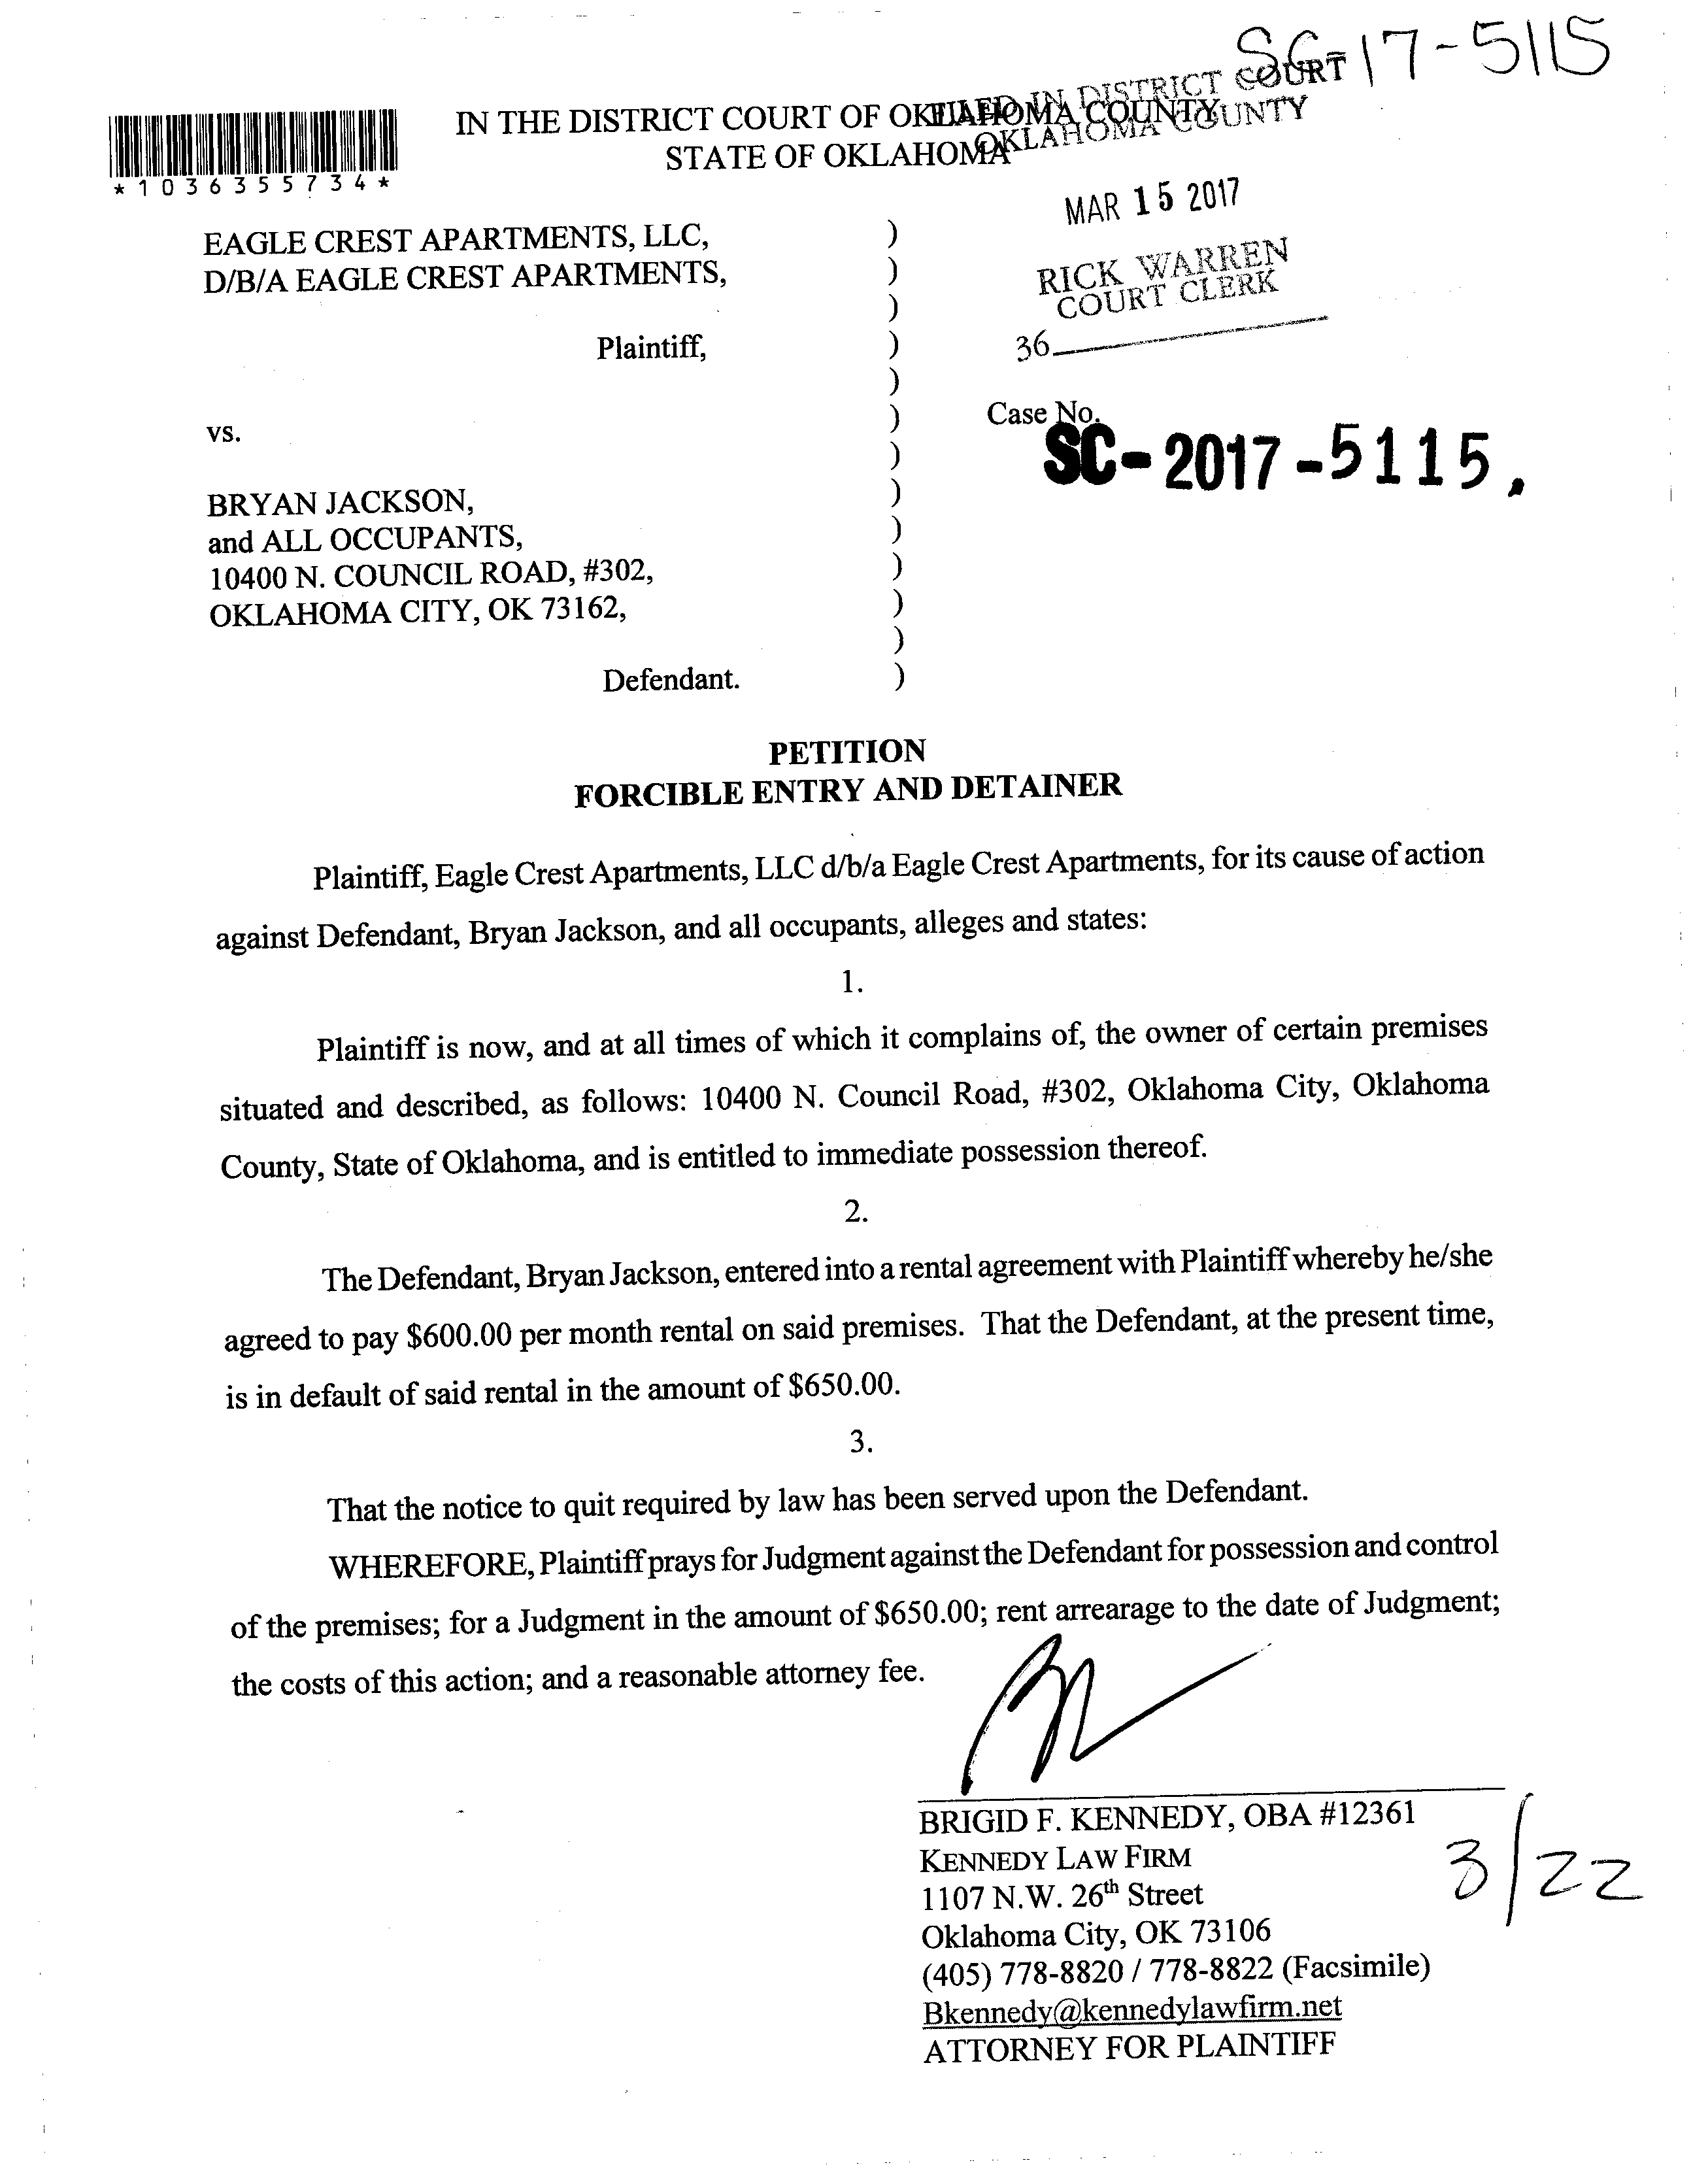 SC-17-5115
IN THE DISTRICT COURT OF OKLAHOMA COUNTY
STATE OF OKLAHOMA
FILED IN DISTRICT COURT
OKLAHOMA COUNTY
*1036355734*
MAR 15 2017
RICK WARREN
COURT CLERK
36
EAGLE CREST APARTMENTS, LLC, )
D/B/A EAGLE CREST APARTMENTS, )
)
Plaintiff, )
)
Case No.
vs. )
SC-2017-5115,
)
BRYAN JACKSON, )
and ALL OCCUPANTS, )
10400 N. COUNCIL ROAD, #302, )
OKLAHOMA CITY, OK 73162, )
)
Defendant. )
PETITION
FORCIBLE ENTRY AND DETAINER
Plaintiff, Eagle Crest Apartments, LLC d/b/a Eagle Crest Apartments, for its cause of action
against Defendant, Bryan Jackson, and all occupants, alleges and states:
1.
Plaintiff is now, and at all times of which it complains of, the owner of certain premises
situated and described, as follows: 10400 N. Council Road, #302, Oklahoma City, Oklahoma
County, State of Oklahoma, and is entitled to immediate possession thereof.
2.
The Defendant, Bryan Jackson, entered into a rental agreement with Plaintiff whereby he/she
agreed to pay $600.00 per month rental on said premises. That the Defendant, at the present time,
is in default of said rental in the amount of $650.00.
3.
That the notice to quit required by law has been served upon the Defendant.
WHEREFORE, Plaintiff prays for Judgment against the Defendant for possession and control
of the premises; for a Judgment in the amount of $650.00; rent arrearage to the date of Judgment;
the costs of this action; and a reasonable attorney fee.
BRIGID F. KENNEDY, OBA #12361
KENNEDY LAW FIRM
3/22
1107 N.W. 26th Street
Oklahoma City, OK 73106
(405) 778-8820 / 778-8822 (Facsimile)
Bkennedy@kennedylawfirm.net
ATTORNEY FOR PLAINTIFF